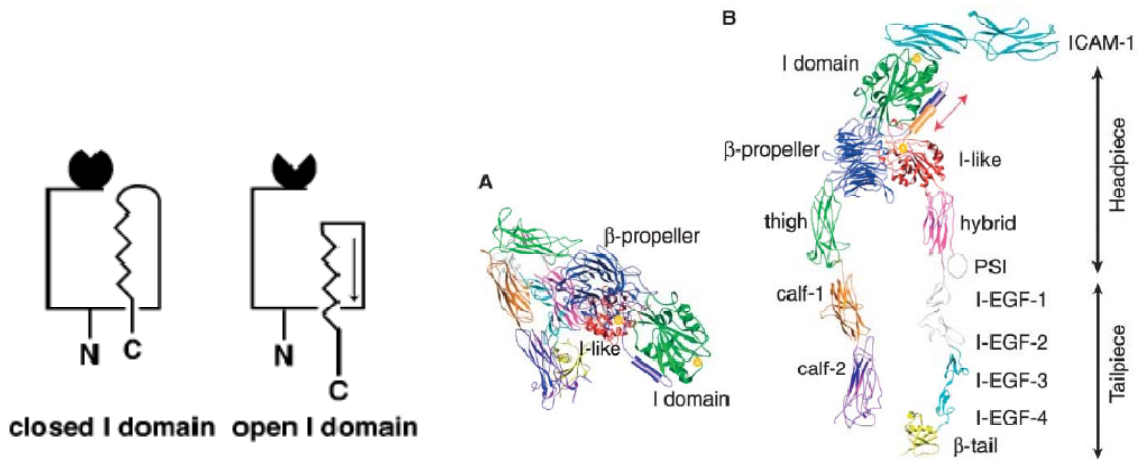 N
C
closed I domain
N
C
open I domain
A
β-propeller
I-like
I domain
B
ICAM-1
I domain
β-propeller
I-like
thigh
hybrid
PSI
calf-1
I-EGF-1
I-EGF-2
calf-2
I-EGF-3
I-EGF-4
β-tail
Headpiece
Tailpiece